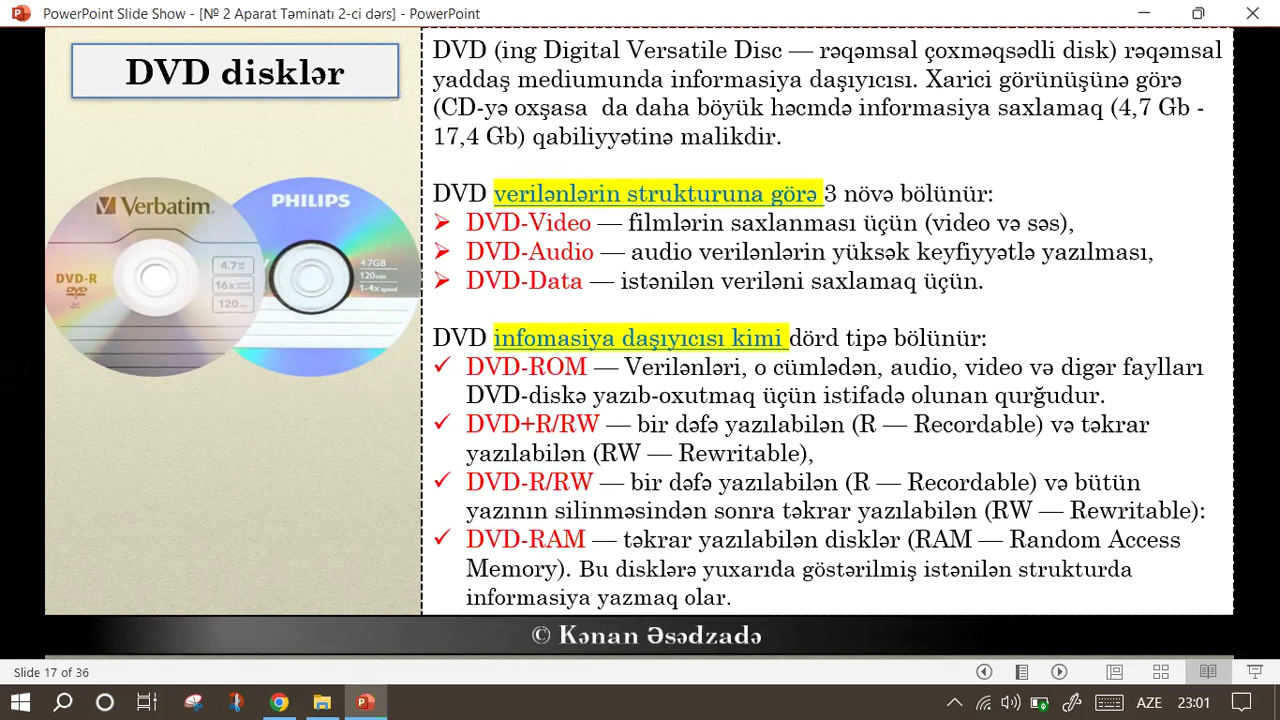 PowerPoint Slide Show - [№ 2 Aparat Təminatı 2-ci dərs] - PowerPoint
DVD disklər
Verbatim
DVD-R
DVD
4.7
16x
120
PHILIPS
4.7GB
120min
1-4x speed
DVD (ing Digital Versatile Disc — rəqəmsal çoxməqsədli disk) rəqəmsal
yaddaş mediumunda informasiya daşıyıcısı. Xarici görünüşünə görə
(CD-yə oxşasa da daha böyük həcmdə informasiya saxlamaq (4,7 Gb -
17,4 Gb) qabiliyyətinə malikdir.
DVD verilənlərin strukturuna görə 3 növə bölünür:
➢ DVD-Video — filmlərin saxlanması üçün (video və səs),
➢ DVD-Audio — audio verilənlərin yüksək keyfiyyətlə yazılması,
➢ DVD-Data — istənilən veriləni saxlamaq üçün.
DVD infomasiya daşıyıcısı kimi dörd tipə bölünür:
✓ DVD-ROM — Verilənləri, o cümlədən, audio, video və digər faylları
DVD-diskə yazıb-oxutmaq üçün istifadə olunan qurğudur.
✓ DVD+R/RW — bir dəfə yazılabilən (R — Recordable) və təkrar
yazılabilən (RW — Rewritable),
✓ DVD-R/RW — bir dəfə yazılabilən (R — Recordable) və bütün
yazının silinməsindən sonra təkrar yazılabilən (RW — Rewritable):
✓ DVD-RAM — təkrar yazılabilən disklər (RAM — Random Access
Memory). Bu disklərə yuxarıda göstərilmiş istənilən strukturda
informasiya yazmaq olar.
© Kənan Əsədzadə
Slide 17 of 36
AZE
23:01